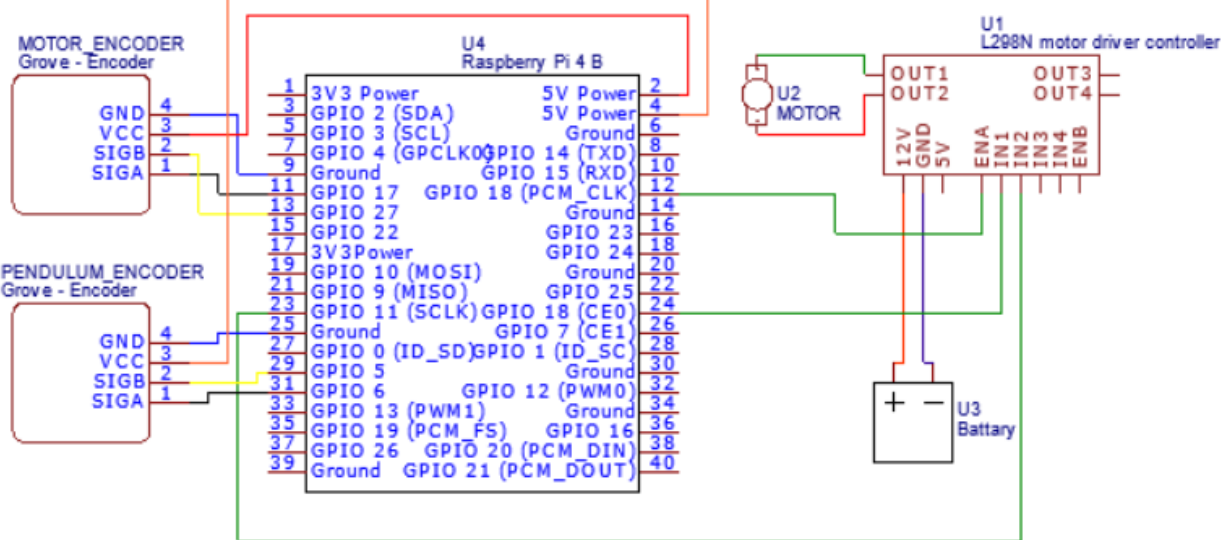 MOTOR_ENCODER
Grove - Encoder
GND 4
VCC 3
SIGB 2
SIGA 1
PENDULUM_ENCODER
Grove - Encoder
GND 4
VCC 3
SIGB 2
SIGA 1
U4
Raspberry Pi 4 B
1 3V3 Power 5V Power 2
3 GPIO 2 (SDA) 5V Power 4
5 GPIO 3 (SCL) Ground 6
7 GPIO 4 (GPCLK0) GPIO 14 (TXD) 8
9 Ground GPIO 15 (RXD) 10
11 GPIO 17 GPIO 18 (PCM_CLK) 12
13 GPIO 27 Ground 14
15 GPIO 22 GPIO 23 16
17 3V3Power GPIO 24 18
19 GPIO 10 (MOSI) Ground 20
21 GPIO 9 (MISO) GPIO 25 22
23 GPIO 11 (SCLK) GPIO 18 (CE0) 24
25 Ground GPIO 7 (CE1) 26
27 GPIO 0 (ID_SD) GPIO 1 (ID_SC) 28
29 GPIO 5 Ground 30
31 GPIO 6 GPIO 12 (PWM0) 32
33 GPIO 13 (PWM1) Ground 34
35 GPIO 19 (PCM_FS) GPIO 16 36
37 GPIO 26 GPIO 20 (PCM_DIN) 38
39 Ground GPIO 21 (PCM_DOUT) 40
U2
MOTOR
U1
L298N motor driver controller
OUT1 OUT3
OUT2 OUT4
12V GND 5V ENA IN1 IN2 IN3 IN4 ENB
+ −
U3
Battary